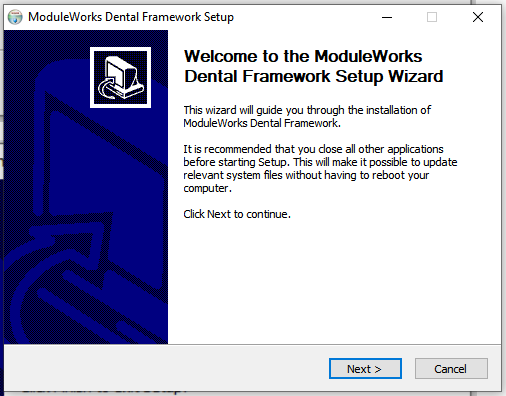 ModuleWorks Dental Framework Setup
Welcome to the ModuleWorks
Dental Framework Setup Wizard
This wizard will guide you through the installation of
ModuleWorks Dental Framework.
It is recommended that you close all other applications
before starting Setup. This will make it possible to update
relevant system files without having to reboot your
computer.
Click Next to continue.
Next >
Cancel